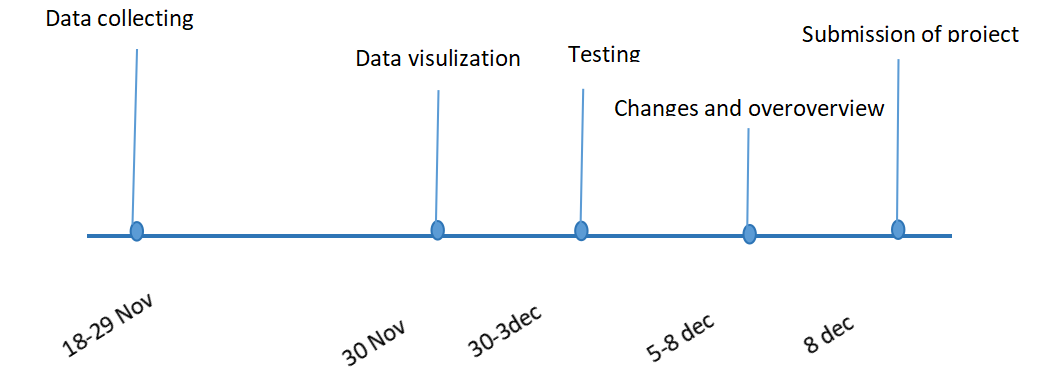 Data collecting
Data visulization
Testing
Changes and overoverview
Submission of project
18-29 Nov
30 Nov
30-3dec
5-8 dec
8 dec